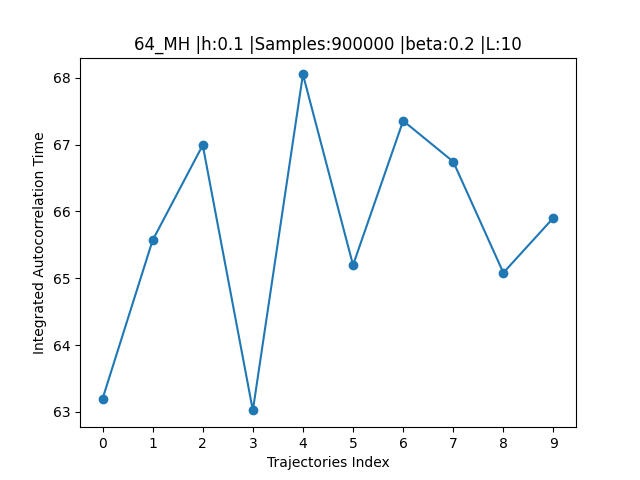 64_MH |h:0.1 |Samples:900000 |beta:0.2 |L:10
68
67
66
65
64
63
Integrated Autocorrelation Time
0 1 2 3 4 5 6 7 8 9
Trajectories Index